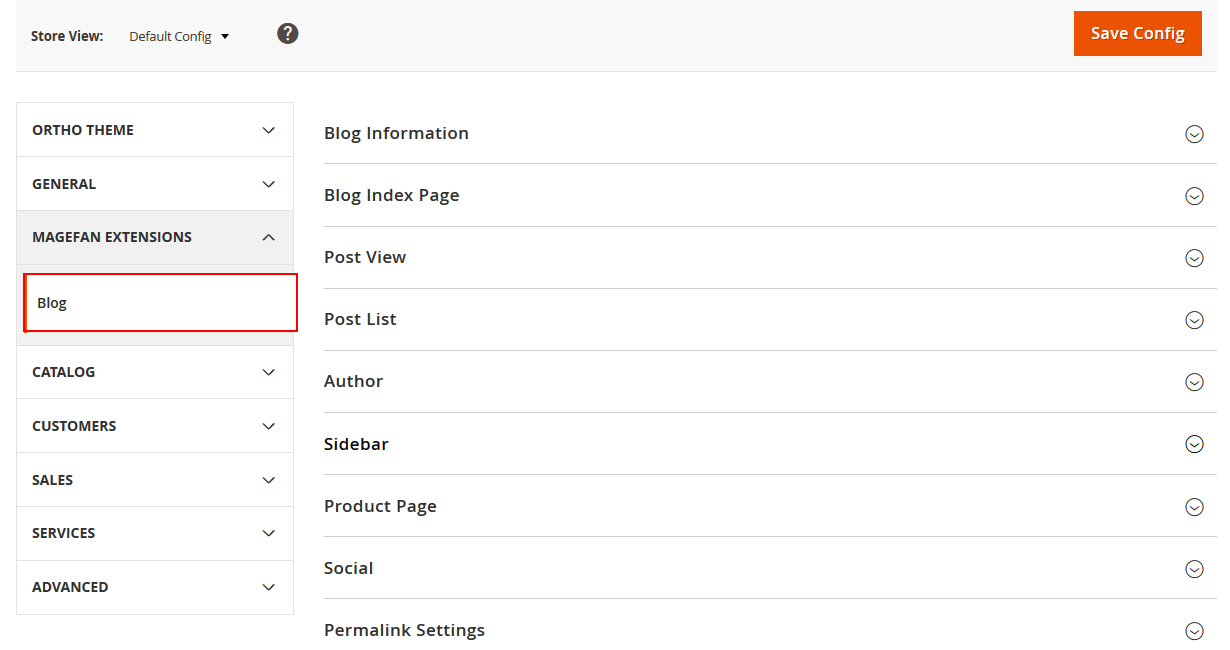 Store View: Default Config
?
Save Config
ORTHO THEME
GENERAL
MAGEFAN EXTENSIONS
Blog
CATALOG
CUSTOMERS
SALES
SERVICES
ADVANCED
Blog Information
Blog Index Page
Post View
Post List
Author
Sidebar
Product Page
Social
Permalink Settings